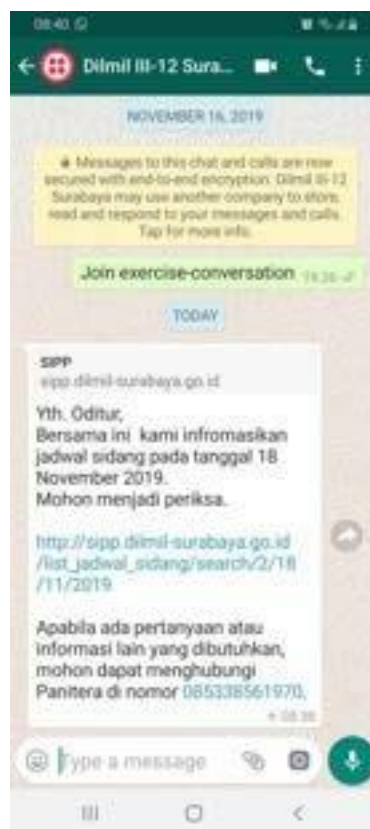 08:40
Dilmil III-12 Sura...
NOVEMBER 16, 2019
Messages to this chat and calls are now
secured with end-to-end encryption. Dilmil III-12
Surabaya may use another company to store,
read and respond to your messages and calls.
Tap for more info.
Join exercise-conversation
TODAY
SIPP
sipp.dilmil-surabaya.go.id
Yth. Oditur,
Bersama ini kami infromasikan
jadwal sidang pada tanggal 18
November 2019.
Mohon menjadi periksa.
http://sipp.dilmil-surabaya.go.id
/list_jadwal_sidang/search/2/18
/11/2019
Apabila ada pertanyaan atau
informasi lain yang dibutuhkan,
mohon dapat menghubungi
Panitera di nomor 085338561970.
08:38
Type a message